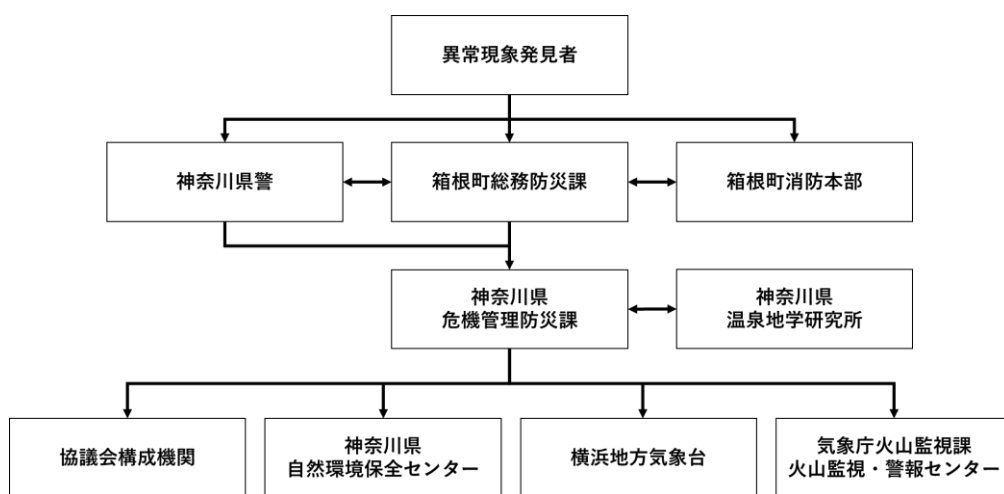 異常現象発見者
神奈川県警
箱根町総務防災課
箱根町消防本部
神奈川県
危機管理防災課
神奈川県
温泉地学研究所
協議会構成機関
神奈川県
自然環境保全センター
横浜地方気象台
気象庁火山監視課
火山監視・警報センター